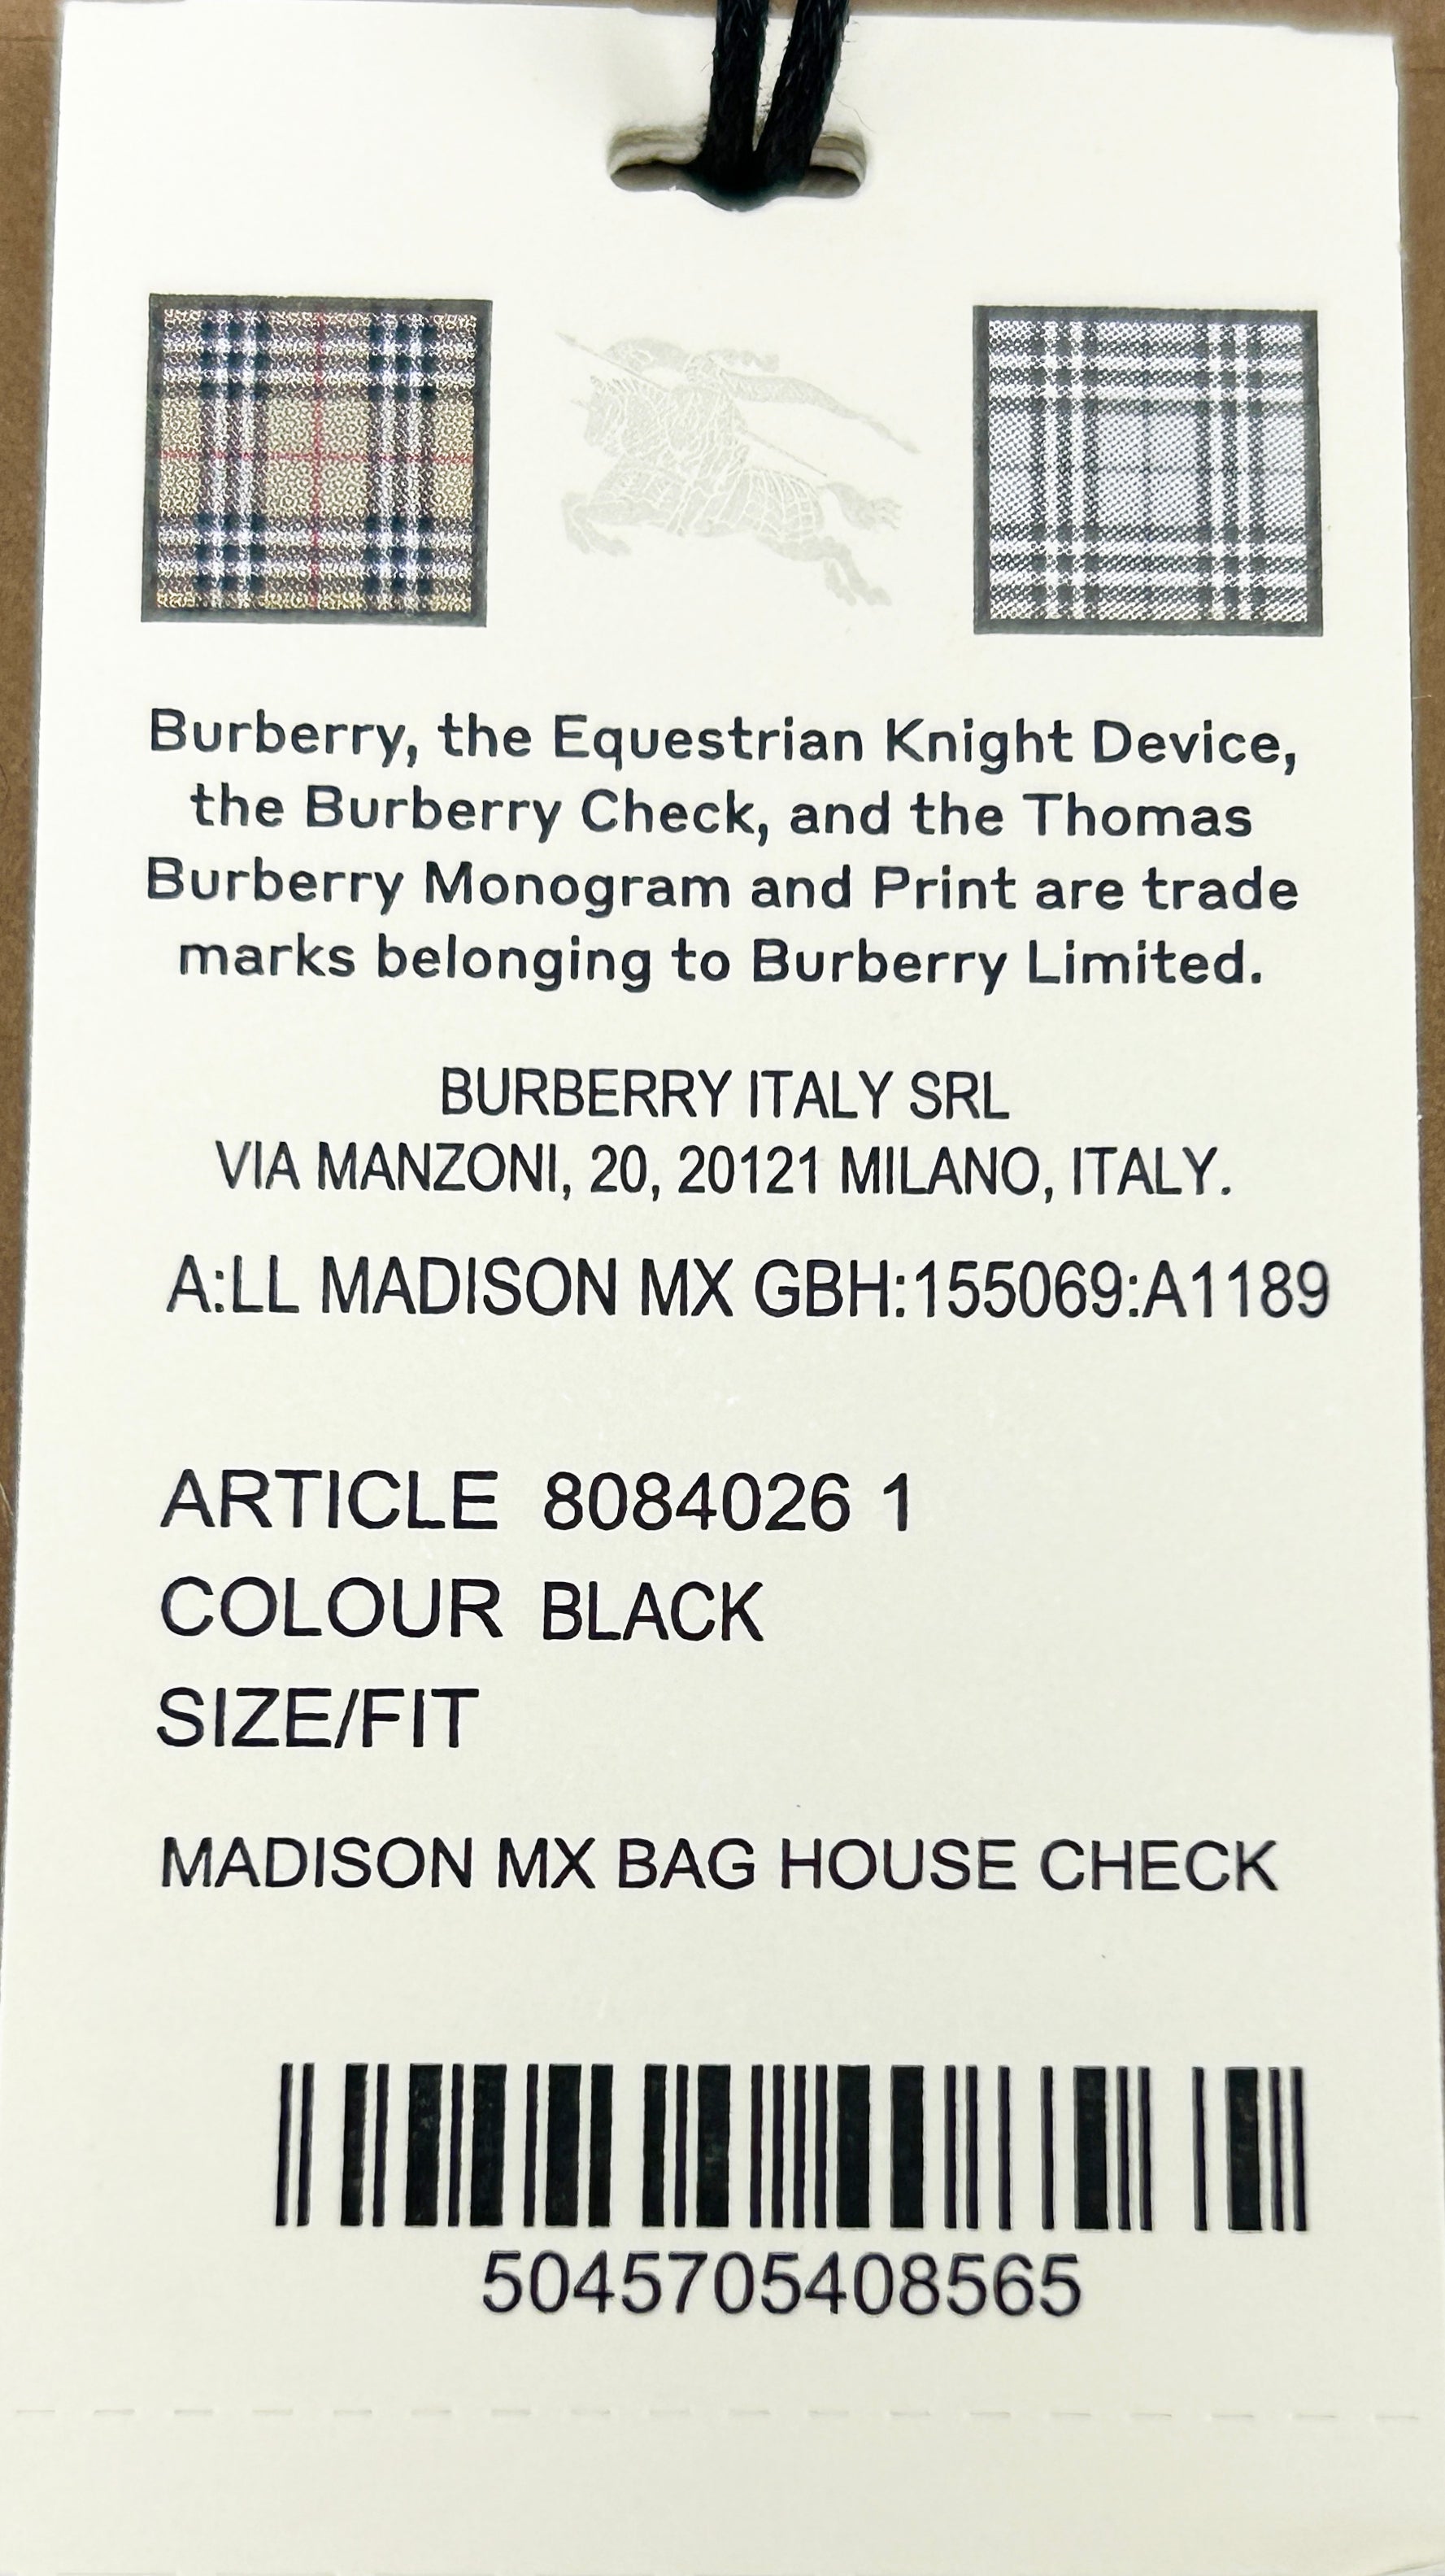 Burberry, the Equestrian Knight Device,
the Burberry Check, and the Thomas
Burberry Monogram and Print are trade
marks belonging to Burberry Limited.
BURBERRY ITALY SRL
VIA MANZONI, 20, 20121 MILANO, ITALY.
A:LL MADISON MX GBH:155069:A1189
ARTICLE 8084026 1
COLOUR BLACK
SIZE/FIT
MADISON MX BAG HOUSE CHECK
5045705408565